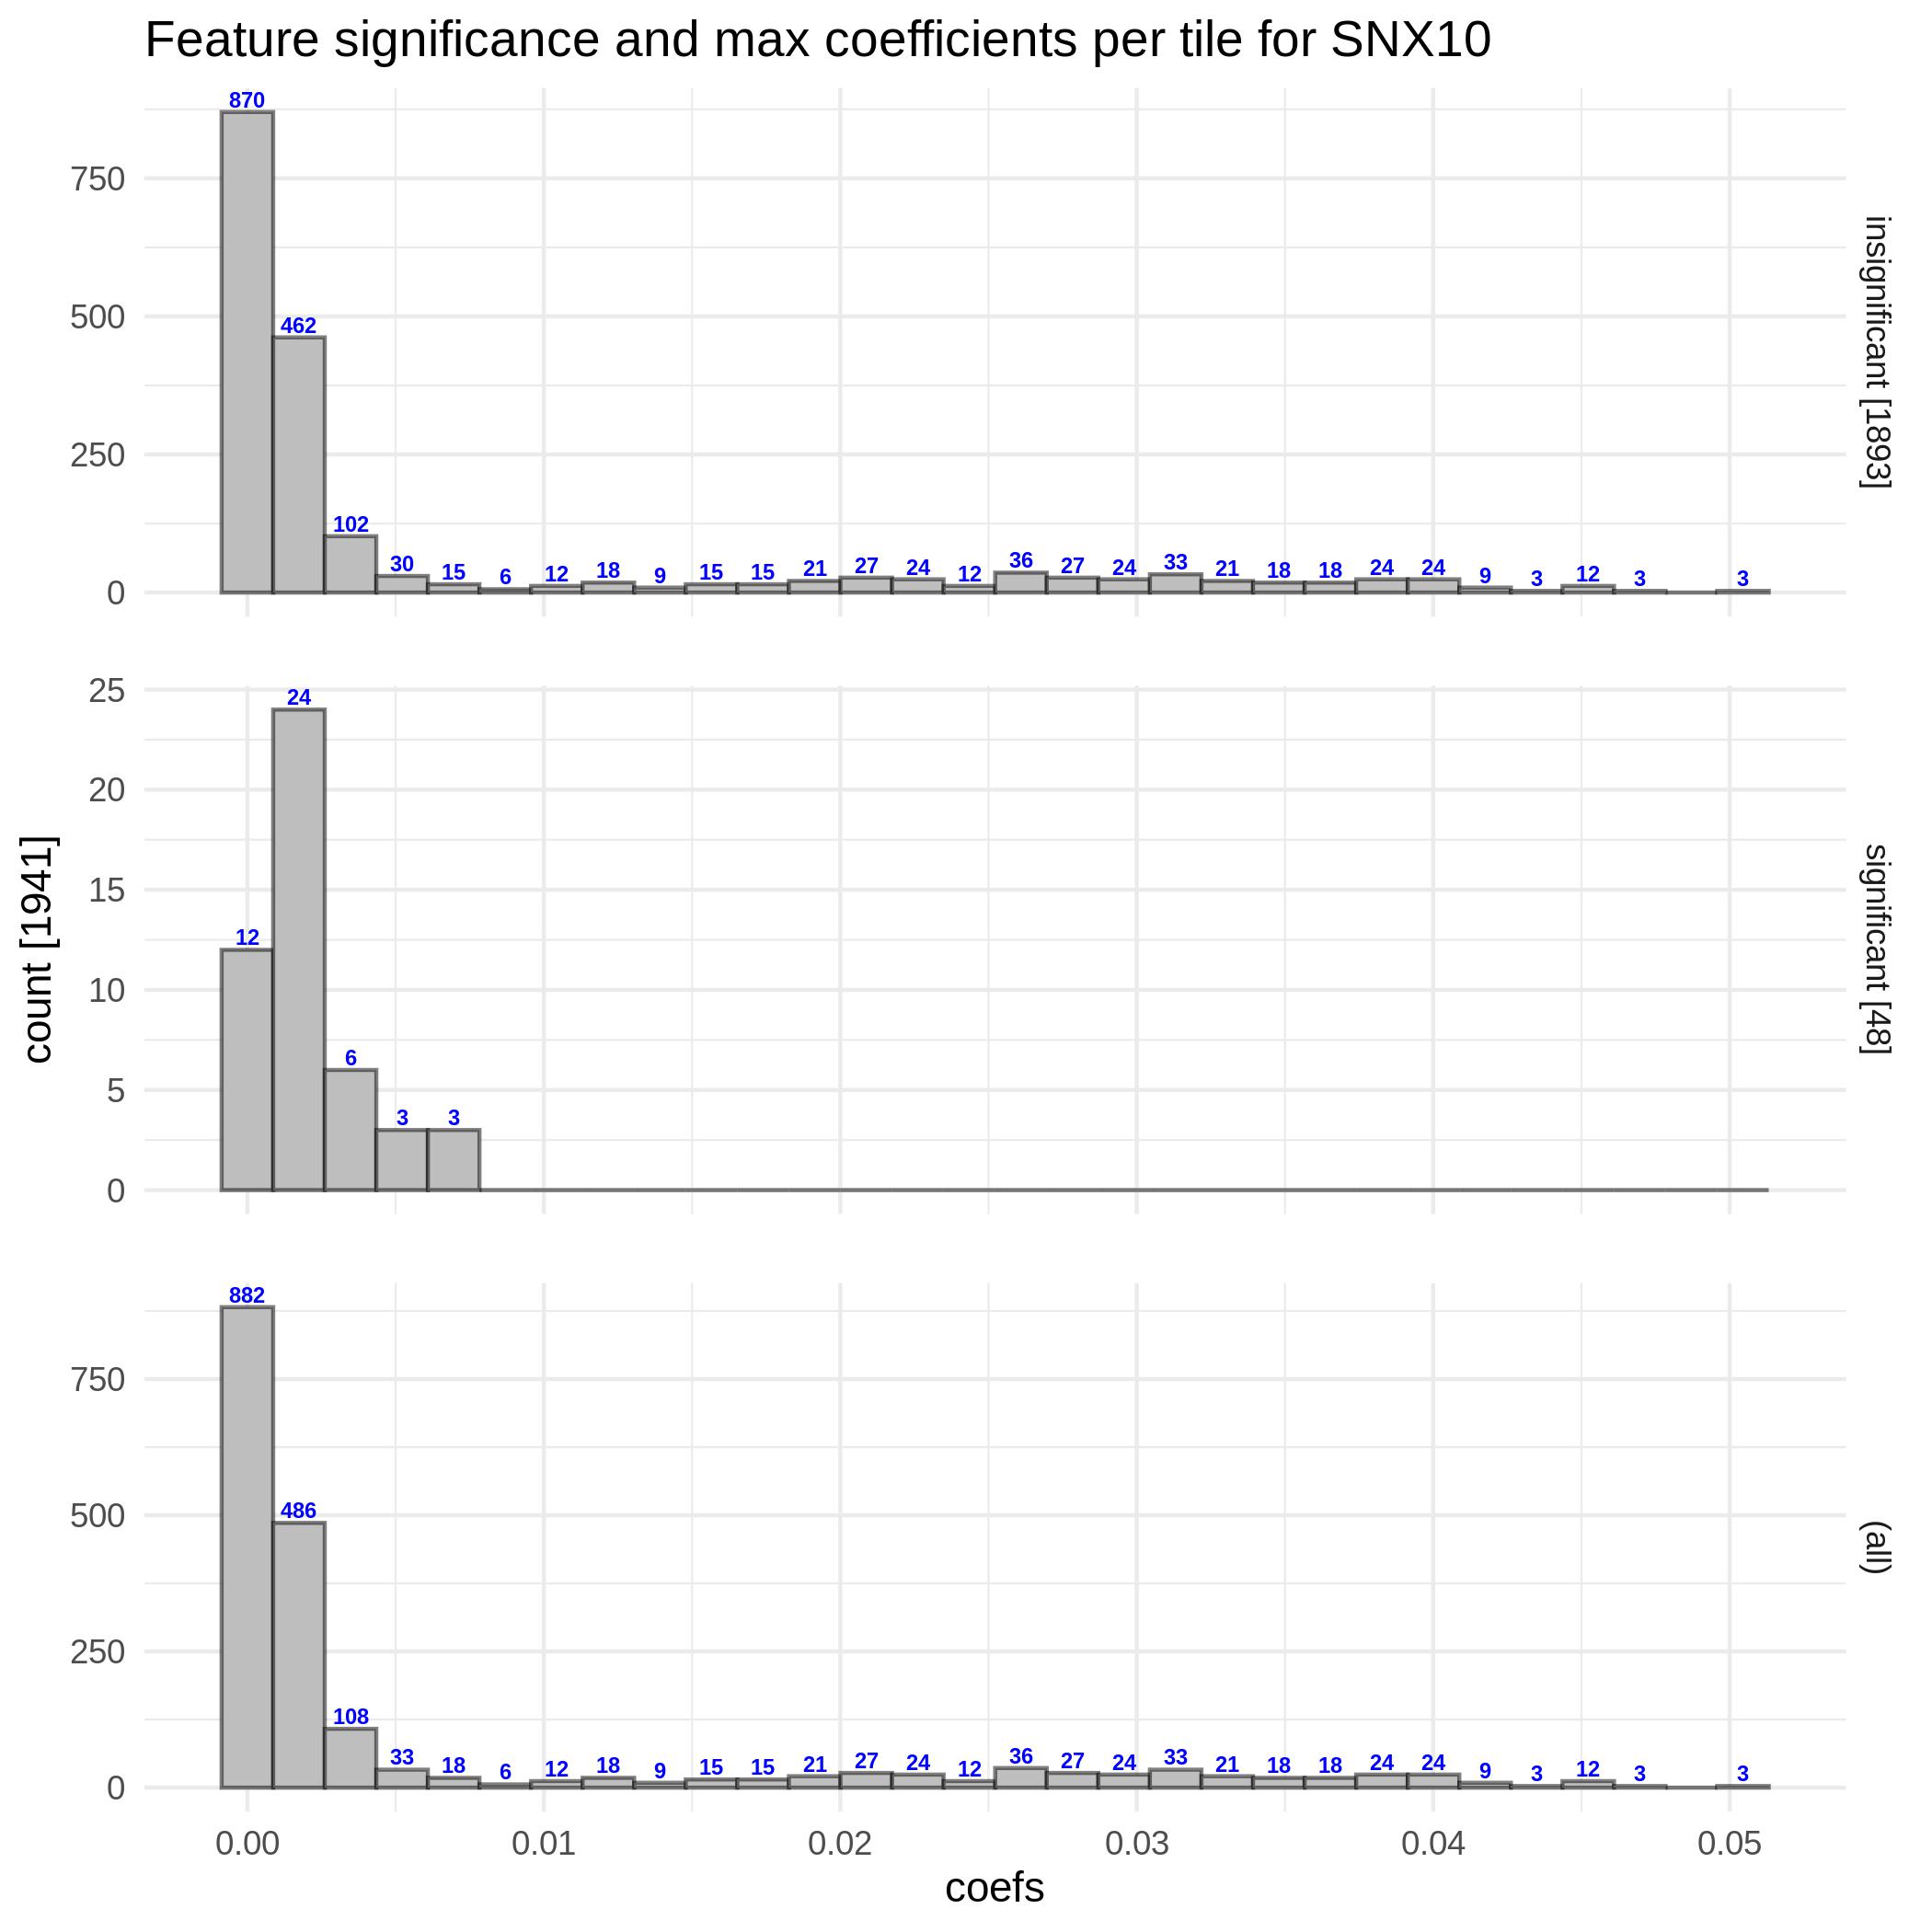 Feature significance and max coefficients per tile for SNX10
870
462
102
30 15 6 12 18 9 15 15 21 27 24 12 36 27 24 33 21 18 18 24 24 9 3 12 3 3
750
500
250
0
insignificant [1893]
24
12
6
3 3
25
20
15
10
5
0
significant [48]
count [1941]
882
486
108
33 18 6 12 18 9 15 15 21 27 24 12 36 27 24 33 21 18 18 24 24 9 3 12 3 3
750
500
250
0
(all)
0.00 0.01 0.02 0.03 0.04 0.05
coefs